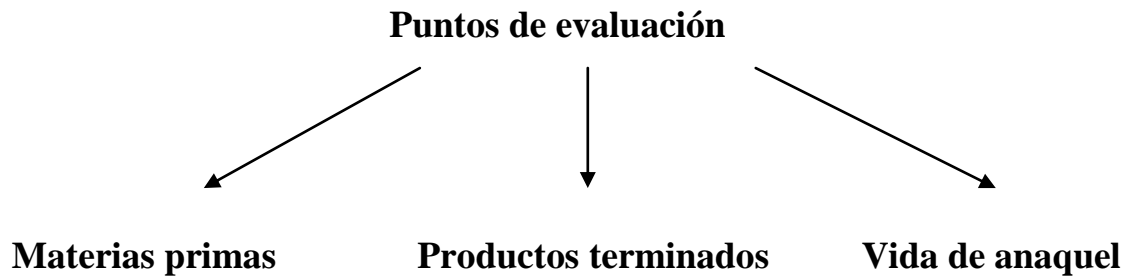 Puntos de evaluación
Materias primas Productos terminados Vida de anaquel